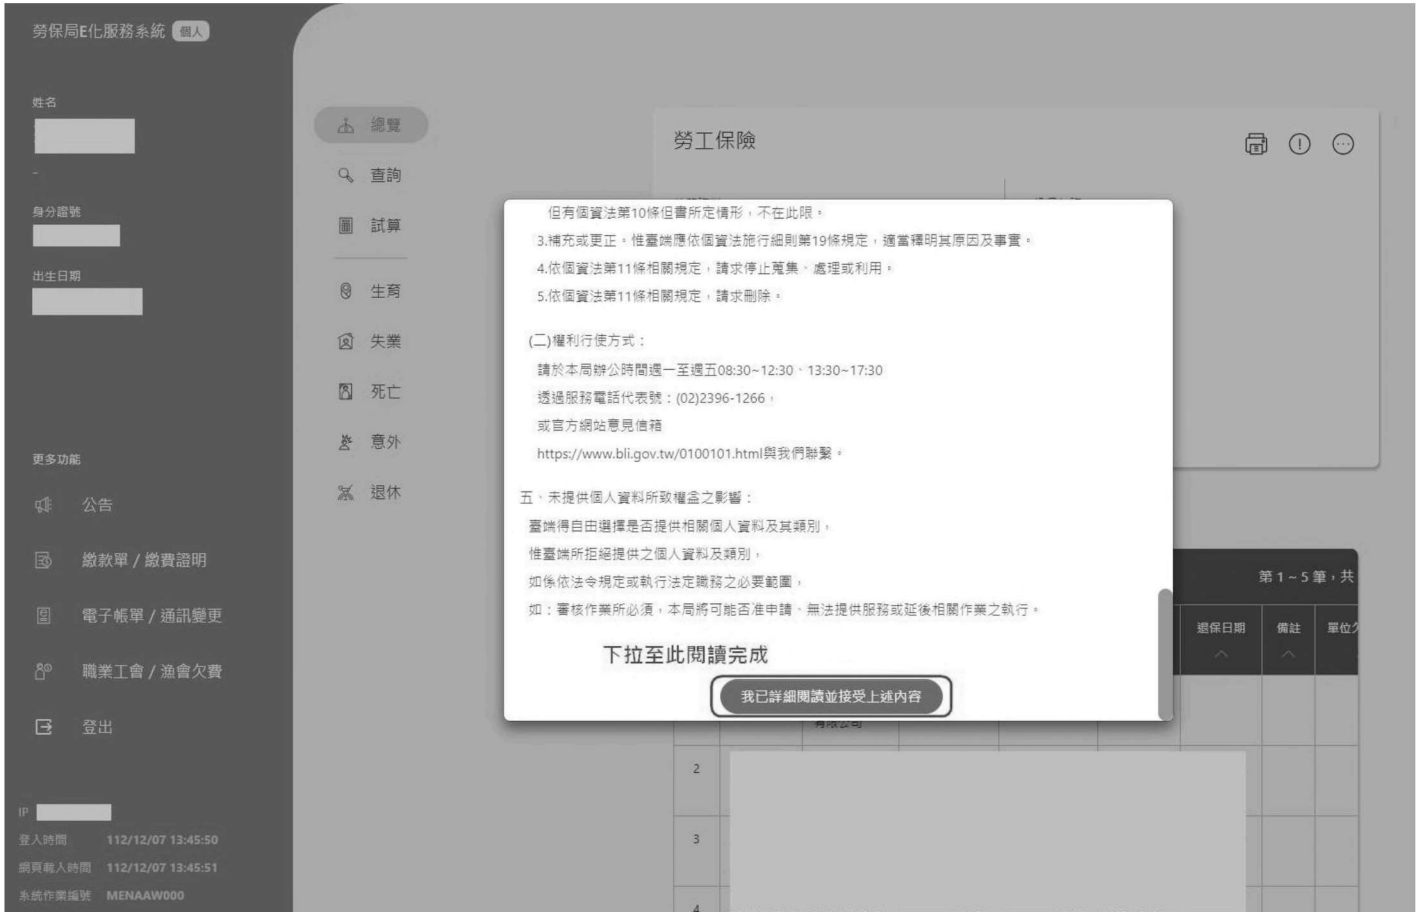 勞保局E化服務系統 個人
姓名
-
身分證號
出生日期
更多功能
公告
繳款單 / 繳費證明
電子帳單 / 通訊變更
職業工會 / 漁會欠費
登出
IP
登入時間 112/12/07 13:45:50
網頁載入時間 112/12/07 13:45:51
系統作業編號 MENAAW000
總覽
查詢
試算
生育
失業
死亡
意外
退休
勞工保險
但有個資法第10條但書所定情形，不在此限。
3.補充或更正。惟臺端應依個資法施行細則第19條規定，適當釋明其原因及事實。
4.依個資法第11條相關規定，請求停止蒐集、處理或利用。
5.依個資法第11條相關規定，請求刪除。
(二)權利行使方式：
請於本局辦公時間週一至週五08:30~12:30、13:30~17:30
透過服務電話代表號：(02)2396-1266，
或官方網站意見信箱
https://www.bli.gov.tw/0100101.html與我們聯繫。
五、未提供個人資料所致權益之影響：
臺端得自由選擇是否提供相關個人資料及其類別，
惟臺端所拒絕提供之個人資料及類別，
如係依法令規定或執行法定職務之必要範圍，
如：審核作業所必須，本局將可能否准申請、無法提供服務或延後相關作業之執行。
下拉至此閱讀完成
我已詳細閱讀並接受上述內容
第 1 ~ 5 筆，共
退保日期 備註 單位欠
有限公司
2
3
4